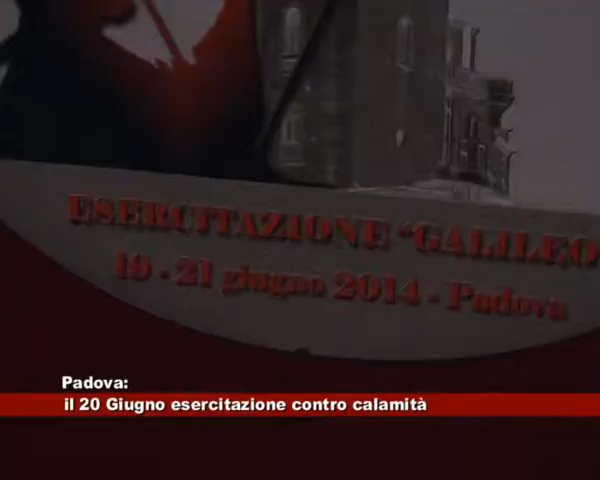 ESERCITAZIONE "GALILEO
19 - 21 giugno 2014 - Padova
Padova:
il 20 Giugno esercitazione contro calamità